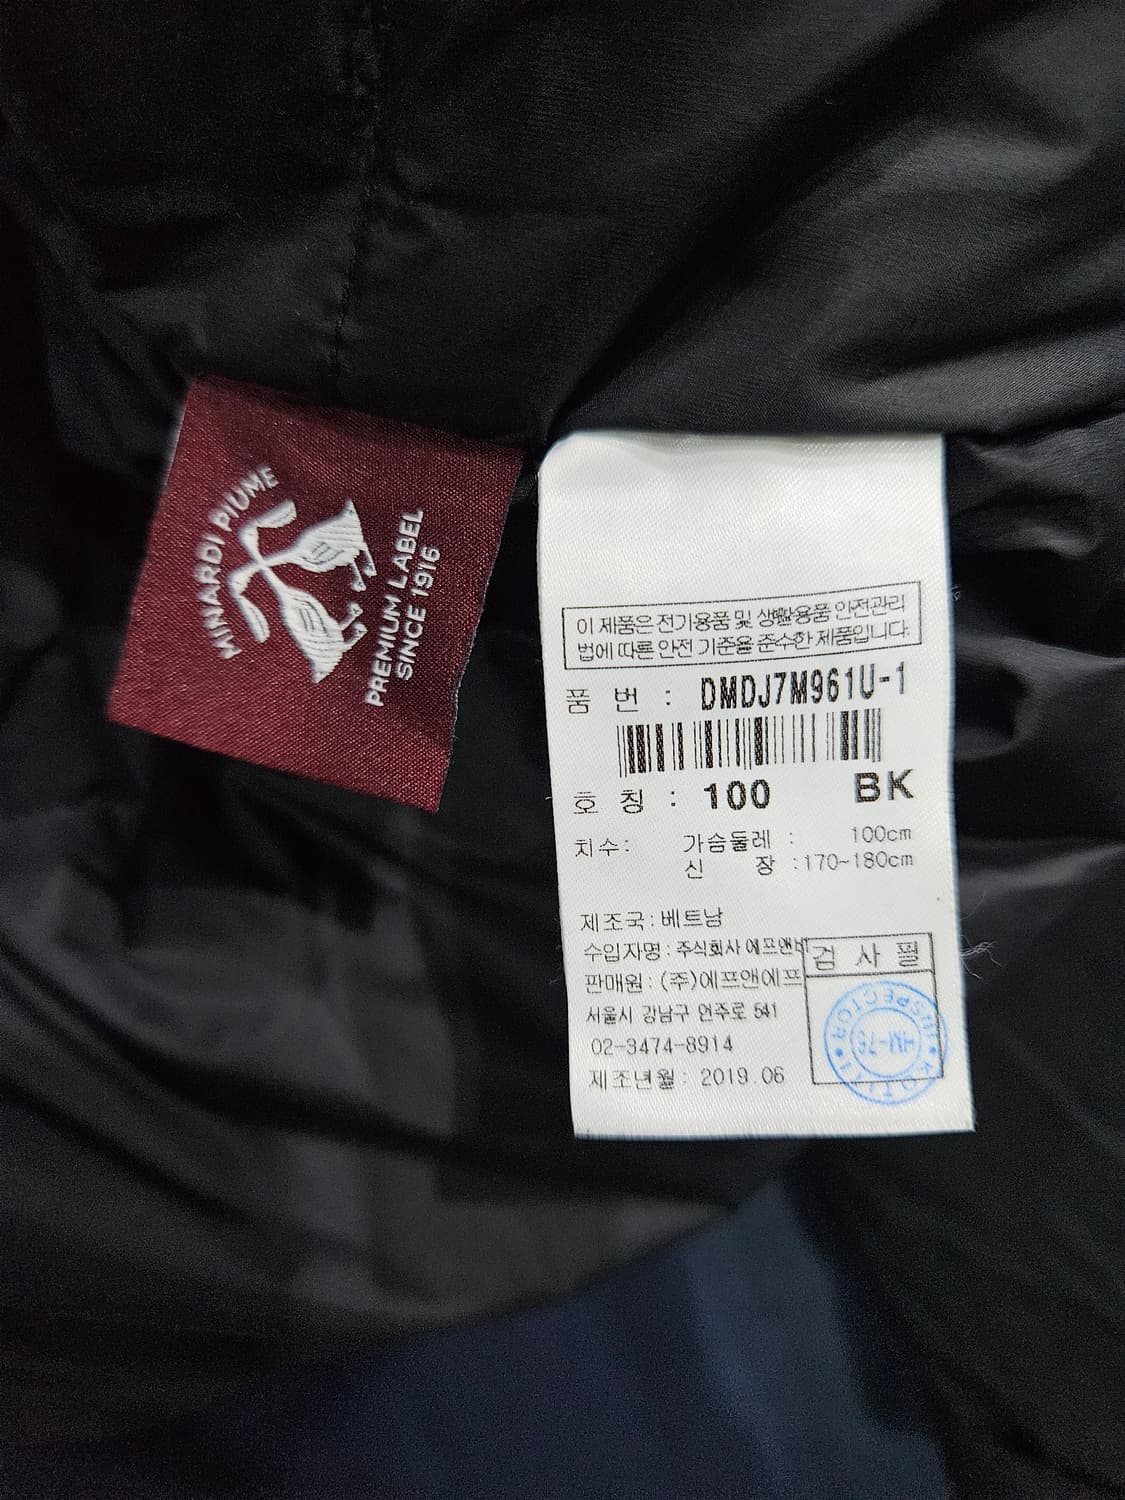 MINARDI PIUME
PREMIUM LABEL
SINCE 1916
이 제품은 전기용품 및 생활용품 안전관리
법에 따른 안전 기준을 준수한 제품입니다.
품 번 : DMDJ7M961U-1
호 칭 : 100 BK
치수: 가슴둘레 : 100cm
신 장 :170~180cm
제조국:베트남
수입자명:주식회사 에프앤
판매원:(주)에프앤에프
서울시 강남구 언주로 541
02-3474-8914
제조년월: 2019.06
검 사 필
INSPECTOR
HM-76
KOTITI